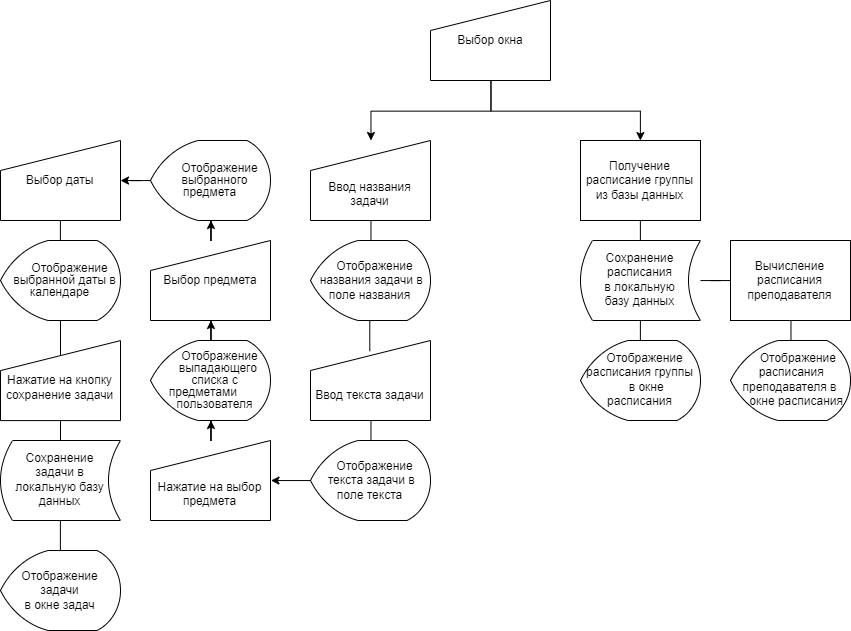 Выбор окна
Выбор даты
Отображение
выбранного
предмета
Ввод названия
задачи
Получение
расписание группы
из базы данных
Отображение
выбранной даты в
календаре
Выбор предмета
Отображение
названия задачи в
поле названия
Сохранение
расписания
в локальную
базу данных
Вычисление
расписания
преподавателя
Нажатие на кнопку
сохранение задачи
Отображение
выпадающего
списка с
предметами
пользователя
Ввод текста задачи
Отображение
расписания группы
в окне
расписания
Отображение
расписания
преподавателя в
окне расписания
Сохранение
задачи в
локальную базу
данных
Нажатие на выбор
предмета
Отображение
текста задачи в
поле текста
Отображение
задачи
в окне задач